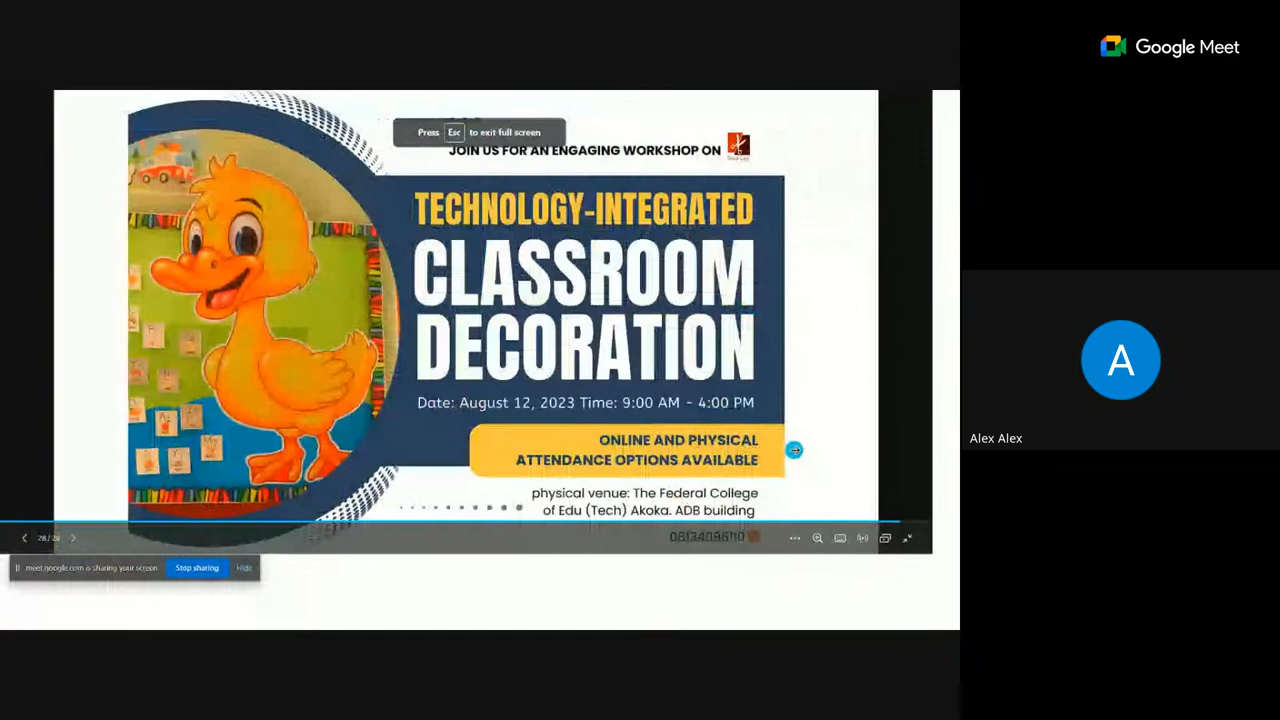 Google Meet
Press Esc to exit full screen
JOIN US FOR AN ENGAGING WORKSHOP ON
TECHNOLOGY-INTEGRATED
CLASSROOM
DECORATION
Date: August 12, 2023 Time: 9:00 AM - 4:00 PM
ONLINE AND PHYSICAL
ATTENDANCE OPTIONS AVAILABLE
A
Alex Alex
physical venue: The Federal College
of Edu (Tech) Akoka. ADB building
meet.google.com is sharing your screen
Stop sharing
Hide